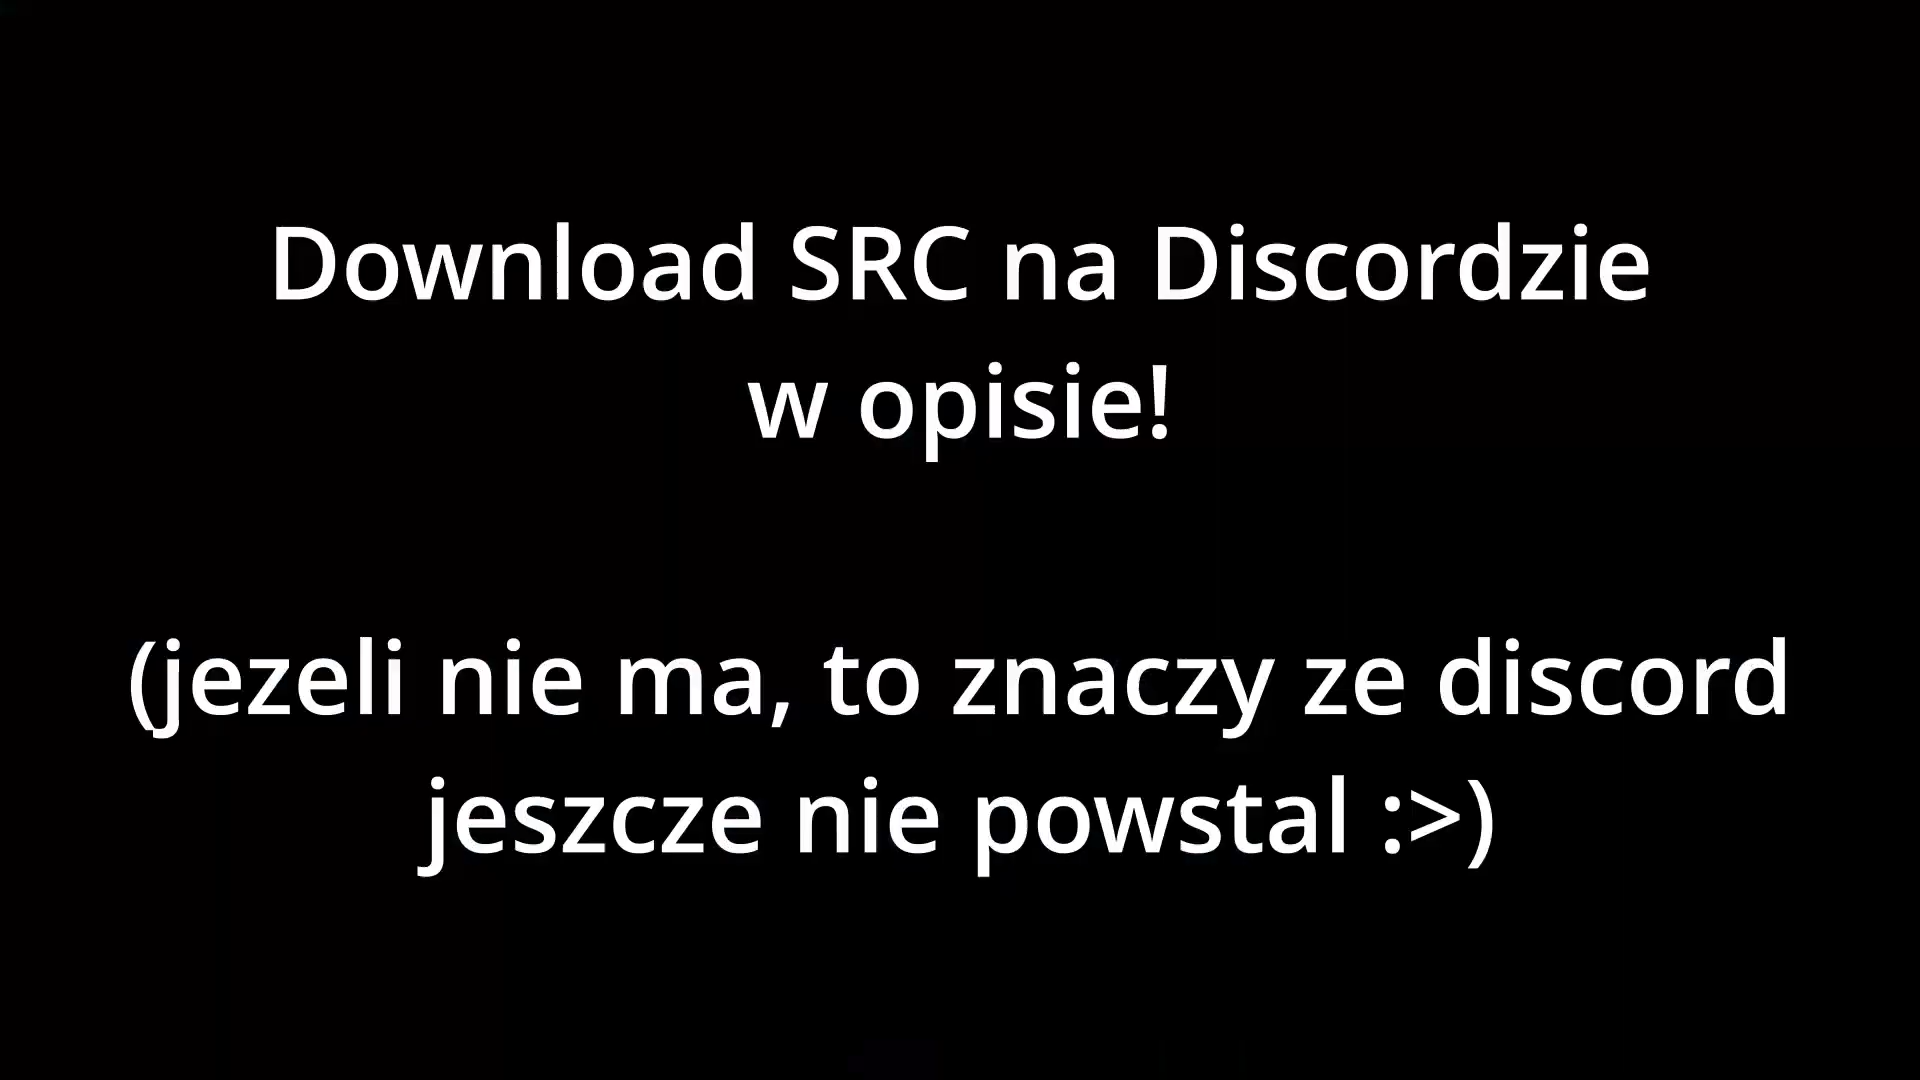 Download SRC na Discordzie
w opisie!
(jezeli nie ma, to znaczy ze discord
jeszcze nie powstal :>)